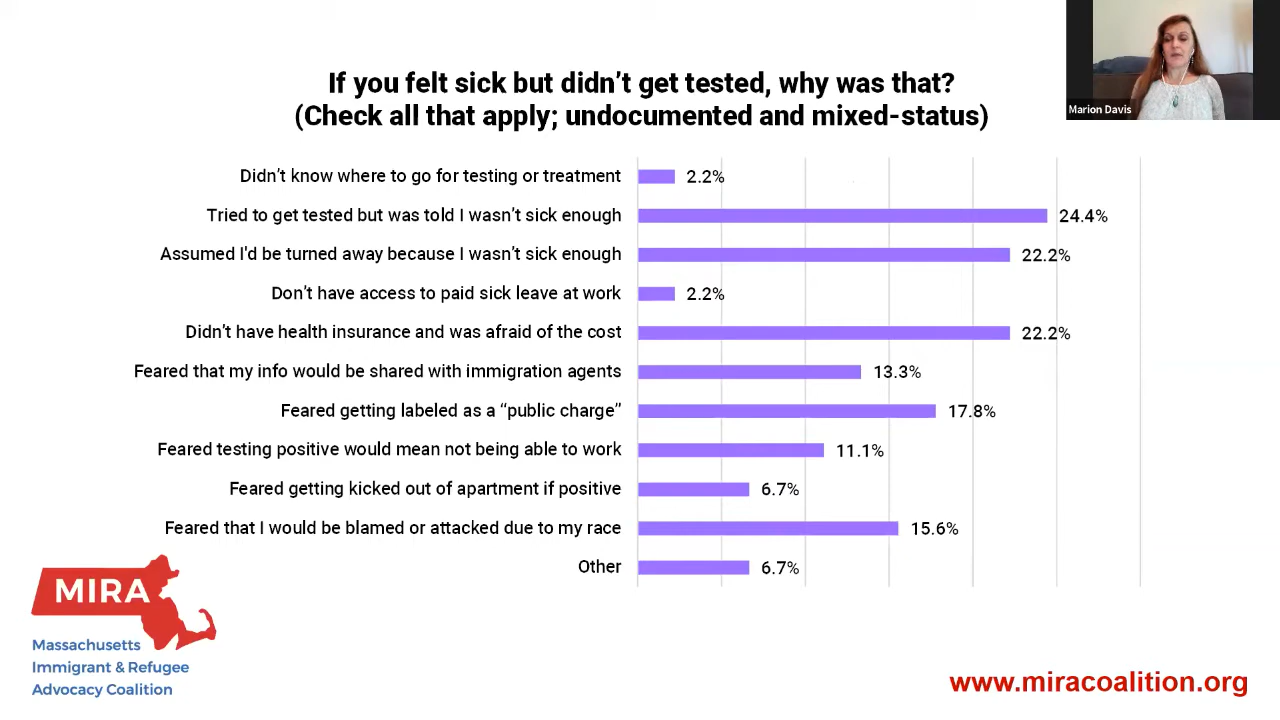 Marion Davis
If you felt sick but didn’t get tested, why was that?
(Check all that apply; undocumented and mixed-status)
Didn’t know where to go for testing or treatment 2.2%
Tried to get tested but was told I wasn’t sick enough 24.4%
Assumed I'd be turned away because I wasn’t sick enough 22.2%
Don’t have access to paid sick leave at work 2.2%
Didn’t have health insurance and was afraid of the cost 22.2%
Feared that my info would be shared with immigration agents 13.3%
Feared getting labeled as a “public charge” 17.8%
Feared testing positive would mean not being able to work 11.1%
Feared getting kicked out of apartment if positive 6.7%
Feared that I would be blamed or attacked due to my race 15.6%
Other 6.7%
MIRA
Massachusetts
Immigrant & Refugee
Advocacy Coalition
www.miracoalition.org